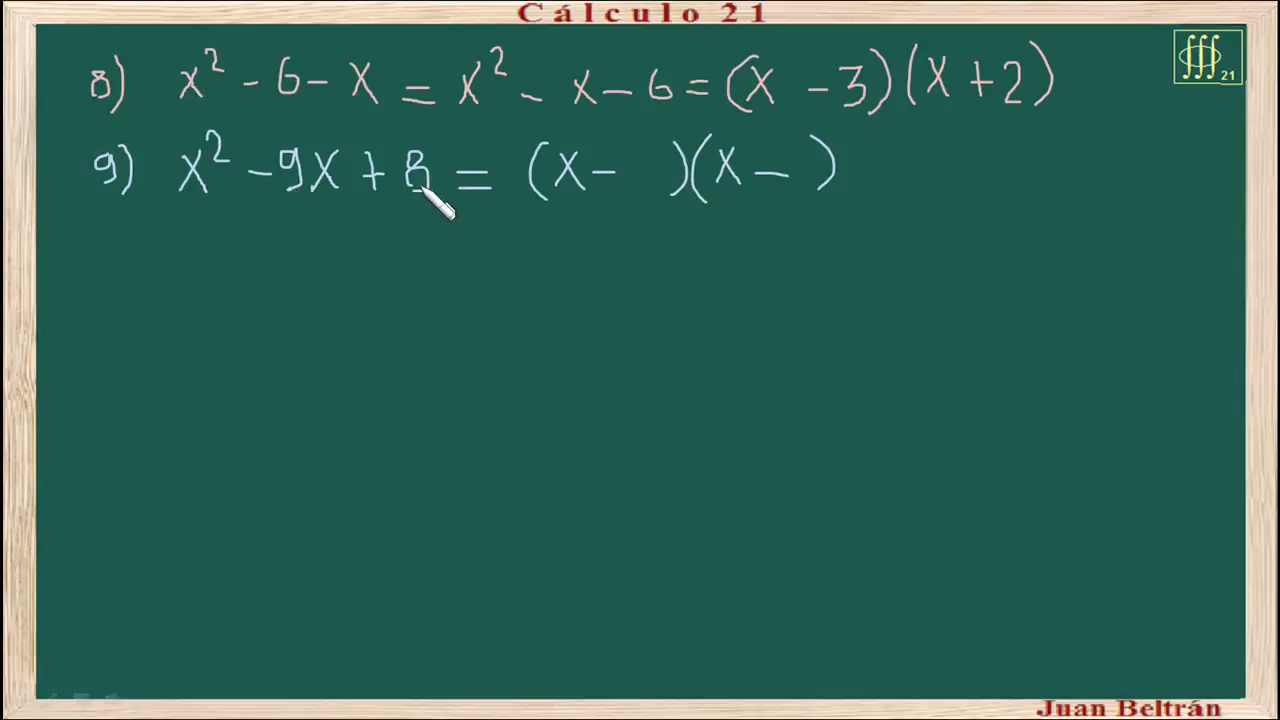 Cálculo 21
∫∫∫ 21
8) x² - 6 - x = x² - x - 6 = (x - 3)(x + 2)
9) x² - 9x + 8 = (x -   )(x -   )
Juan Beltrán